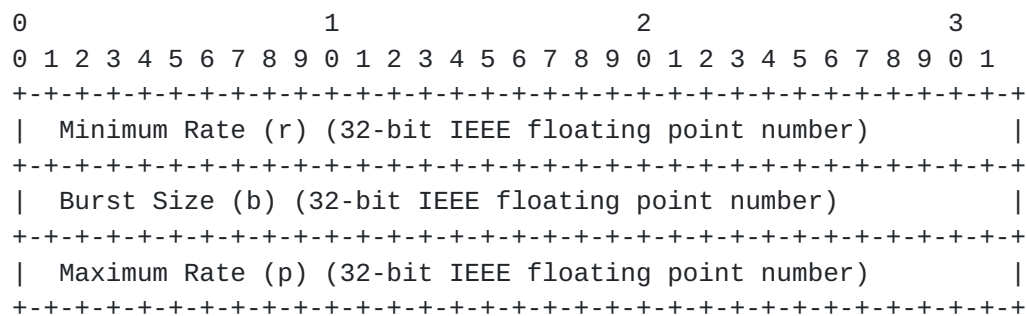 0                   1                   2                   3
0 1 2 3 4 5 6 7 8 9 0 1 2 3 4 5 6 7 8 9 0 1 2 3 4 5 6 7 8 9 0 1
+-+-+-+-+-+-+-+-+-+-+-+-+-+-+-+-+-+-+-+-+-+-+-+-+-+-+-+-+-+-+-+-+
|  Minimum Rate (r) (32-bit IEEE floating point number)         |
+-+-+-+-+-+-+-+-+-+-+-+-+-+-+-+-+-+-+-+-+-+-+-+-+-+-+-+-+-+-+-+-+
|  Burst Size (b) (32-bit IEEE floating point number)           |
+-+-+-+-+-+-+-+-+-+-+-+-+-+-+-+-+-+-+-+-+-+-+-+-+-+-+-+-+-+-+-+-+
|  Maximum Rate (p) (32-bit IEEE floating point number)         |
+-+-+-+-+-+-+-+-+-+-+-+-+-+-+-+-+-+-+-+-+-+-+-+-+-+-+-+-+-+-+-+-+